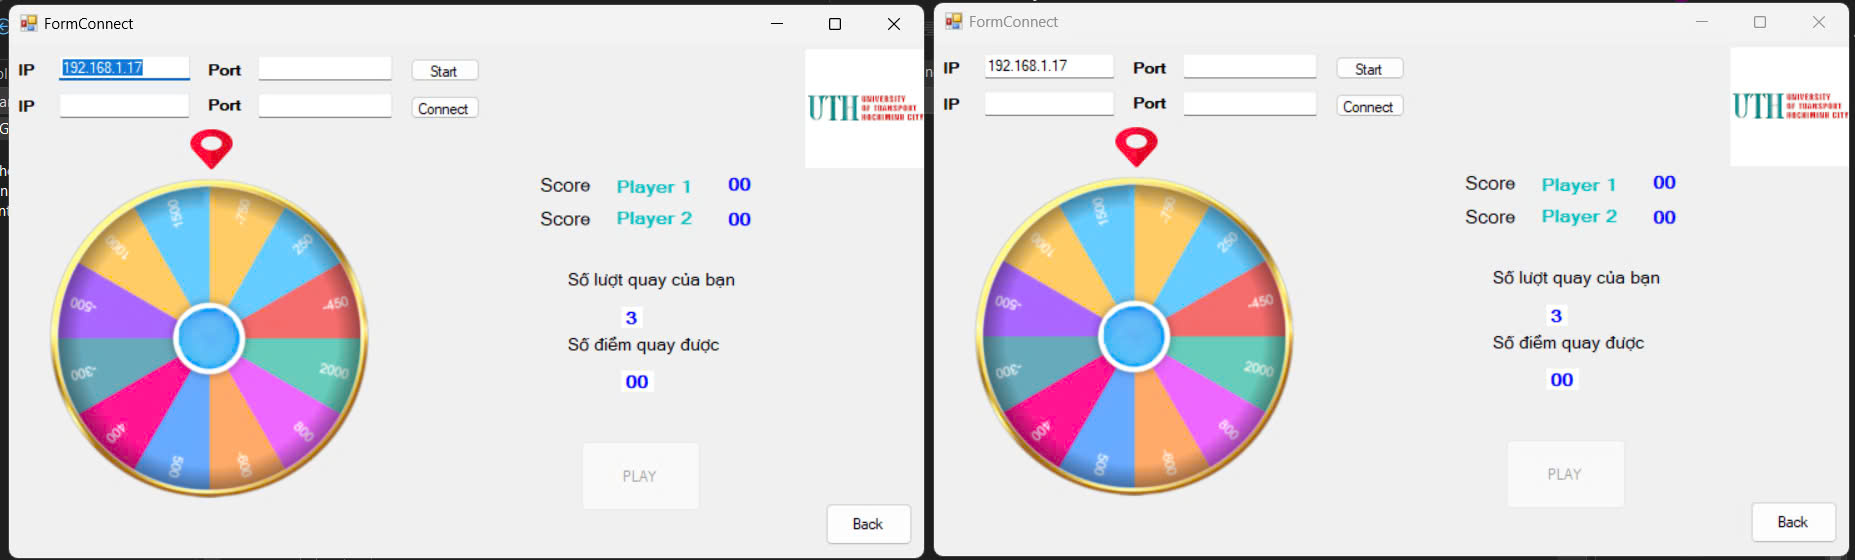 FormConnect
IP 192.168.1.17 Port Start
IP Port Connect
UTH UNIVERSITY
OF TRANSPORT
HOCHIMINH CITY
Score Player 1 00
Score Player 2 00
1500
-750
250
-450
2000
800
-600
500
400
-300
-500
1000
Số lượt quay của bạn
3
Số điểm quay được
00
PLAY
Back
FormConnect
IP 192.168.1.17 Port Start
IP Port Connect
UTH UNIVERSITY
OF TRANSPORT
HOCHIMINH CITY
Score Player 1 00
Score Player 2 00
1500
-750
250
-450
2000
800
500
400
-300
-500
1000
Số lượt quay của bạn
3
Số điểm quay được
00
PLAY
Back